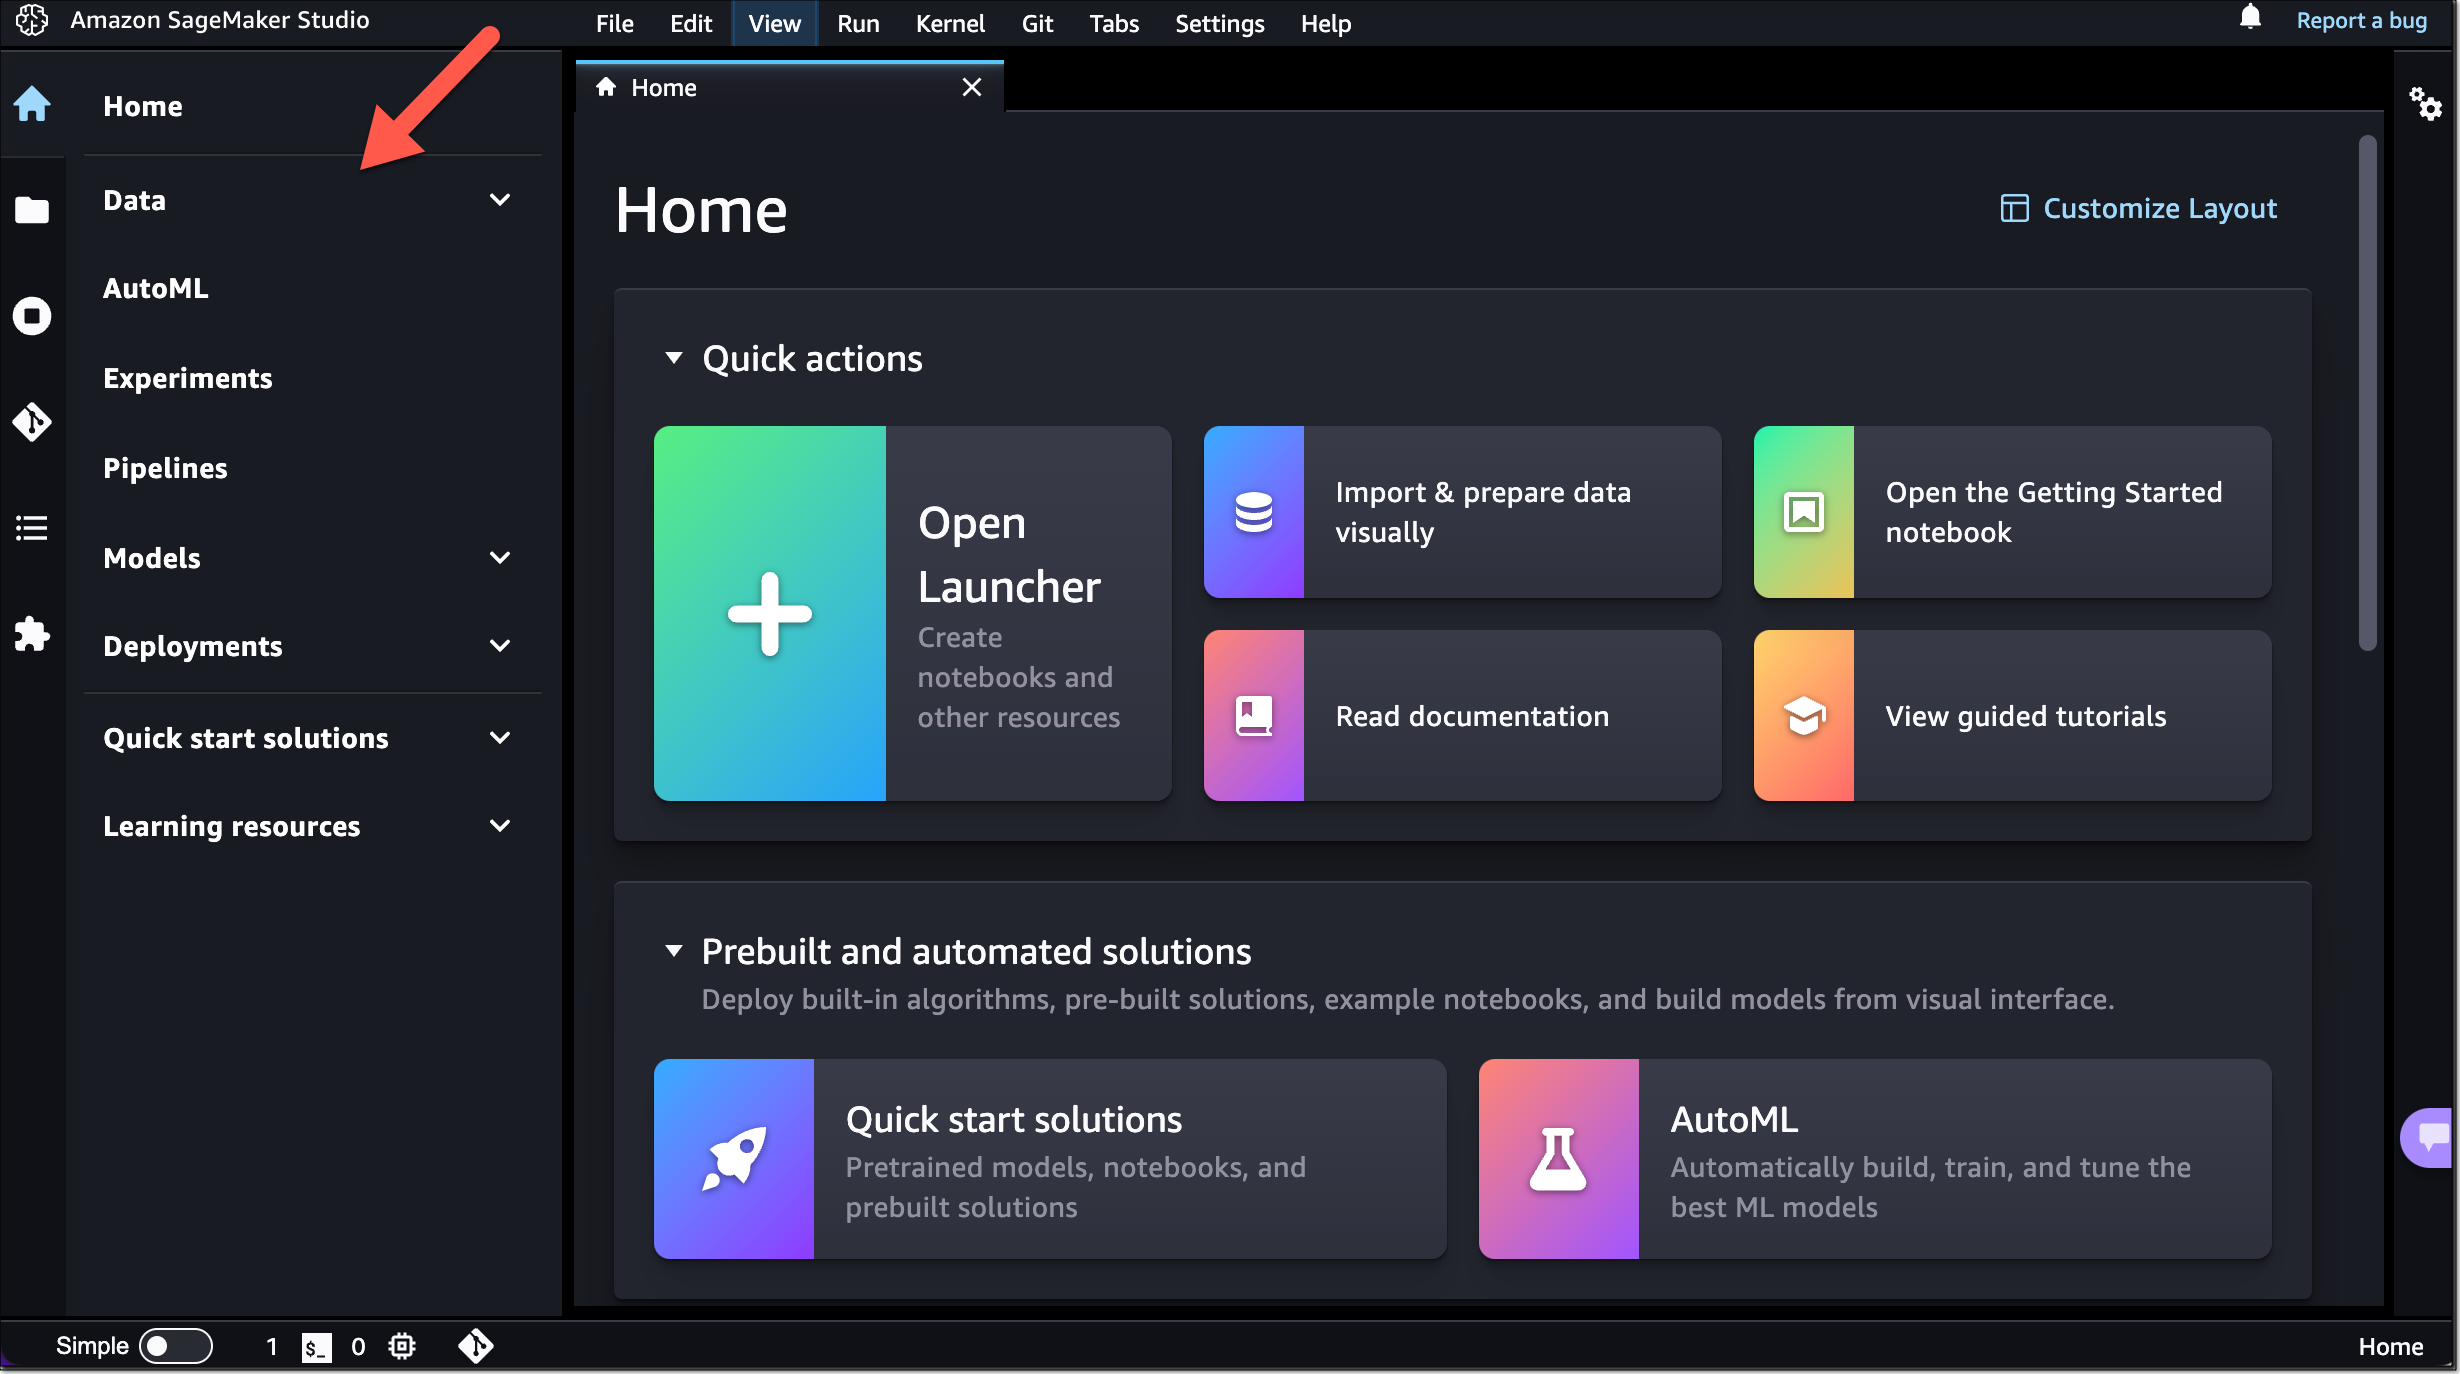 Amazon SageMaker Studio
File Edit View Run Kernel Git Tabs Settings Help
Report a bug
Home
Data
AutoML
Experiments
Pipelines
Models
Deployments
Quick start solutions
Learning resources
Home
Home
Customize Layout
Quick actions
Open
Launcher
Create
notebooks and
other resources
Import & prepare data
visually
Open the Getting Started
notebook
Read documentation
View guided tutorials
Prebuilt and automated solutions
Deploy built-in algorithms, pre-built solutions, example notebooks, and build models from visual interface.
Quick start solutions
Pretrained models, notebooks, and
prebuilt solutions
AutoML
Automatically build, train, and tune the
best ML models
Simple 1 $_ 0
Home